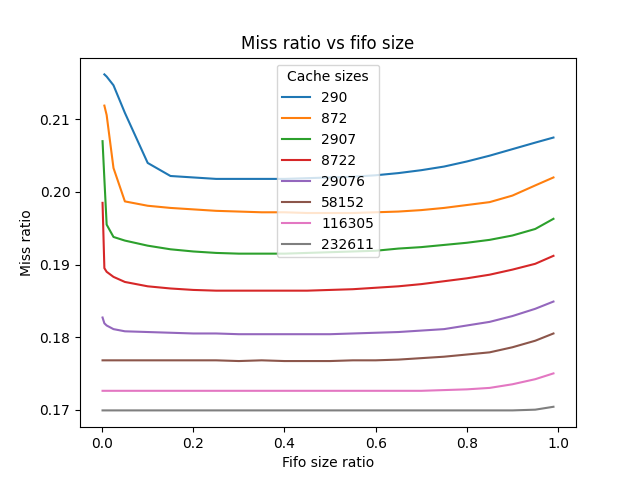 Miss ratio vs fifo size
Miss ratio
0.21
0.20
0.19
0.18
0.17
Cache sizes
290
872
2907
8722
29076
58152
116305
232611
0.0 0.2 0.4 0.6 0.8 1.0
Fifo size ratio